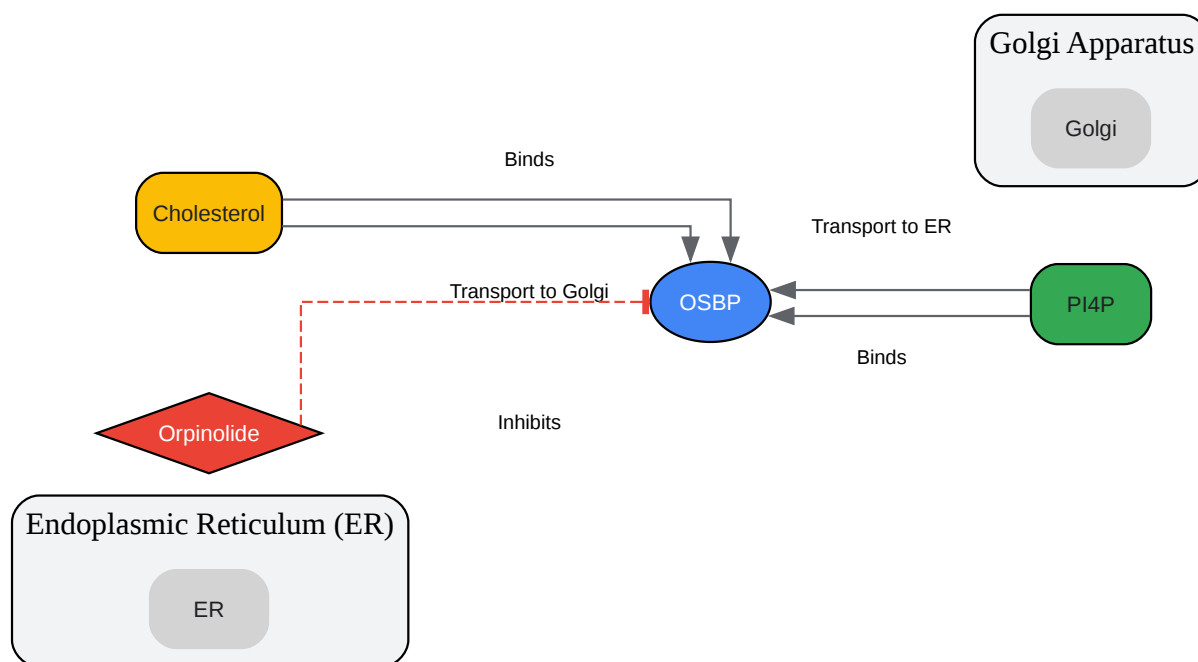 Golgi Apparatus
Golgi
Binds
Cholesterol
Transport to ER
Transport to Golgi
OSBP
PI4P
Binds
Inhibits
Orpinolide
Endoplasmic Reticulum (ER)
ER